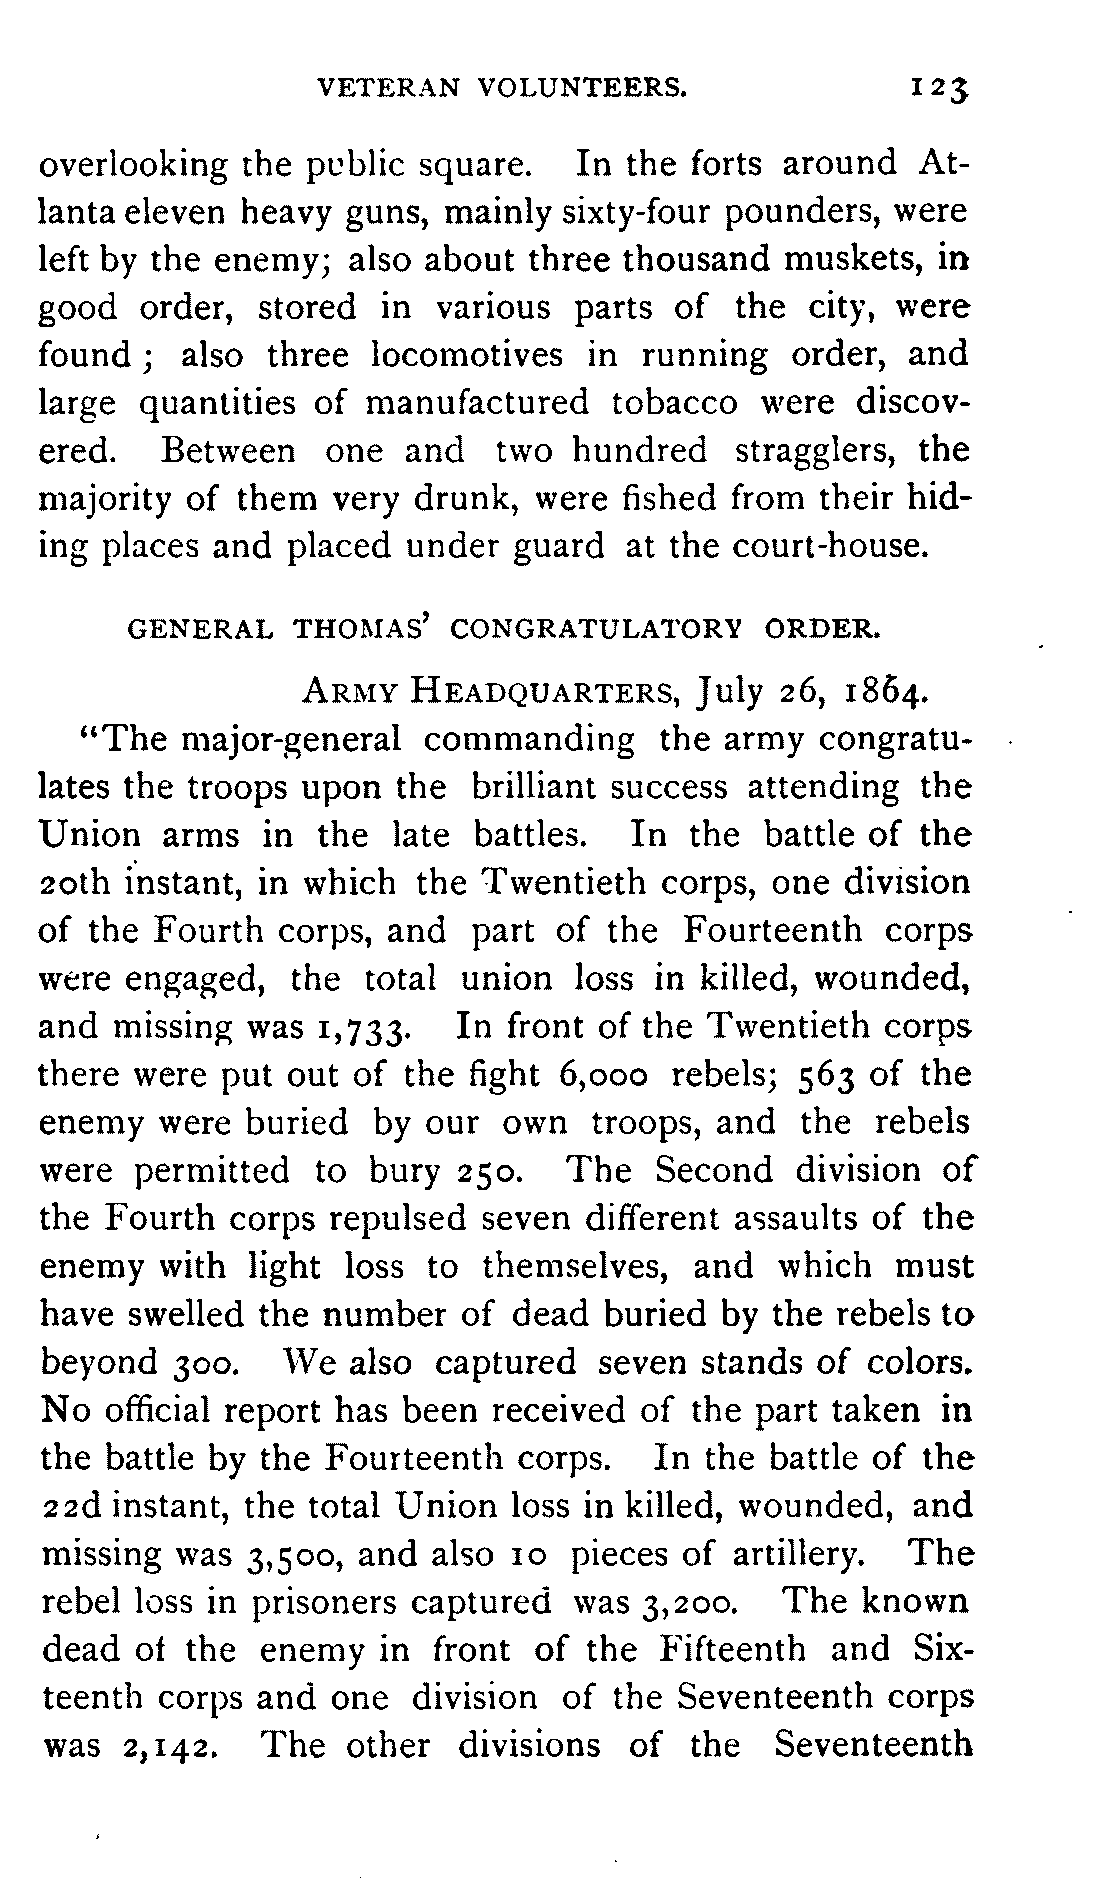 VETERAN VOLUNTEERS. 123
overlooking the public square. In the forts around At-
lanta eleven heavy guns, mainly sixty-four pounders, were
left by the enemy; also about three thousand muskets, in
good order, stored in various parts of the city, were
found ; also three locomotives in running order, and
large quantities of manufactured tobacco were discov-
ered. Between one and two hundred stragglers, the
majority of them very drunk, were fished from their hid-
ing places and placed under guard at the court-house.
GENERAL THOMAS' CONGRATULATORY ORDER.
ARMY HEADQUARTERS, July 26, 1864.
"The major-general commanding the army congratu-
lates the troops upon the brilliant success attending the
Union arms in the late battles. In the battle of the
20th instant, in which the Twentieth corps, one division
of the Fourth corps, and part of the Fourteenth corps
were engaged, the total union loss in killed, wounded,
and missing was 1,733. In front of the Twentieth corps
there were put out of the fight 6,000 rebels; 563 of the
enemy were buried by our own troops, and the rebels
were permitted to bury 250. The Second division of
the Fourth corps repulsed seven different assaults of the
enemy with light loss to themselves, and which must
have swelled the number of dead buried by the rebels to
beyond 300. We also captured seven stands of colors.
No official report has been received of the part taken in
the battle by the Fourteenth corps. In the battle of the
22d instant, the total Union loss in killed, wounded, and
missing was 3,500, and also 10 pieces of artillery. The
rebel loss in prisoners captured was 3,200. The known
dead of the enemy in front of the Fifteenth and Six-
teenth corps and one division of the Seventeenth corps
was 2,142. The other divisions of the Seventeenth